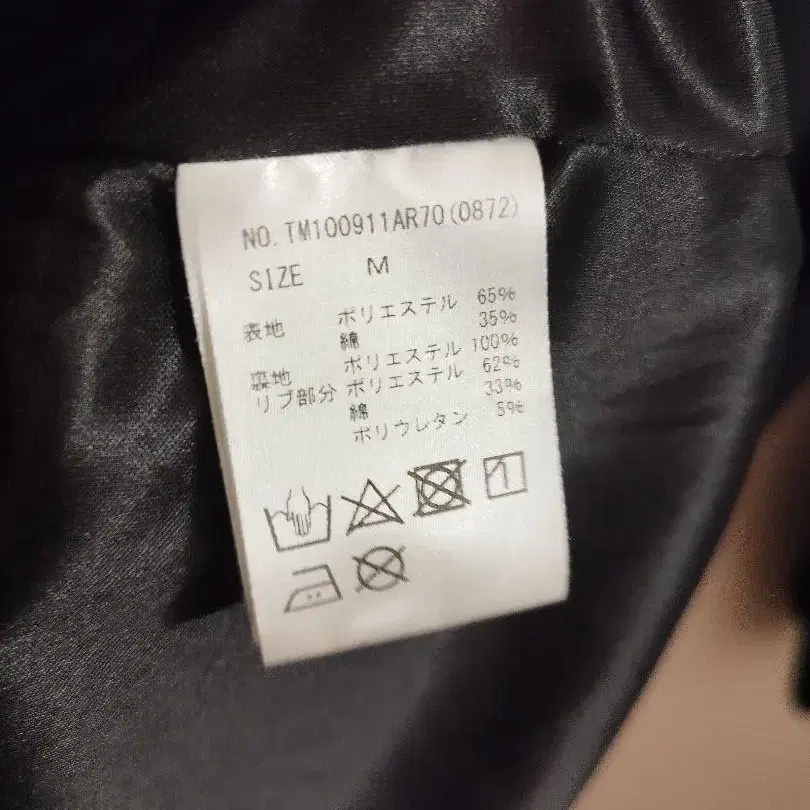 NO. TM100911AR70(0872)
SIZE M
表地 ポリエステル 65%
綿 35%
裏地 ポリエステル 100%
リブ部分 ポリエステル 62%
綿 33%
ポリウレタン 5%